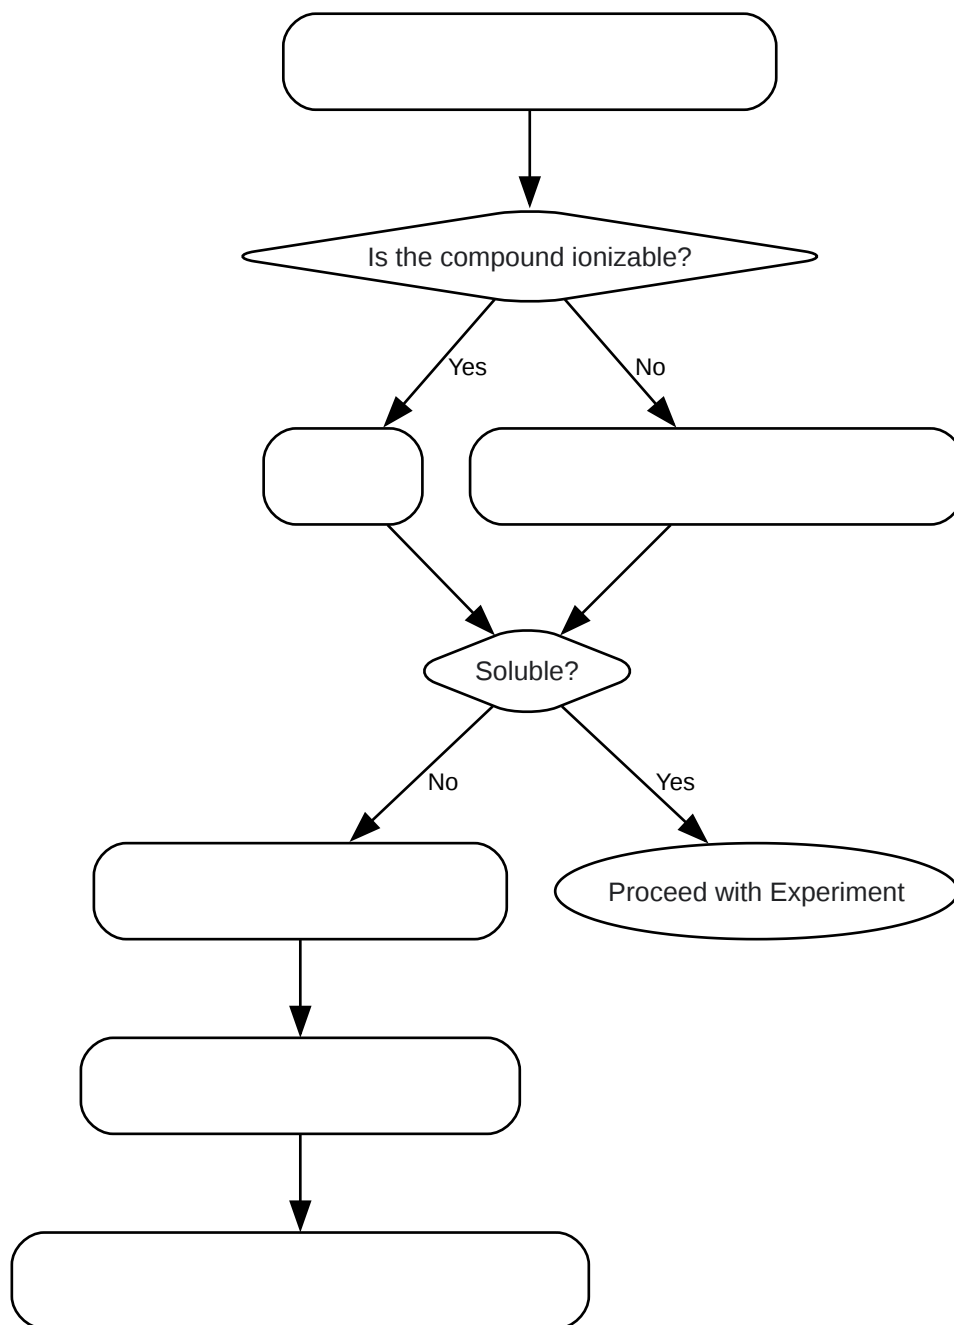 Is the compound ionizable?
Yes
No
Soluble?
No
Yes
Proceed with Experiment